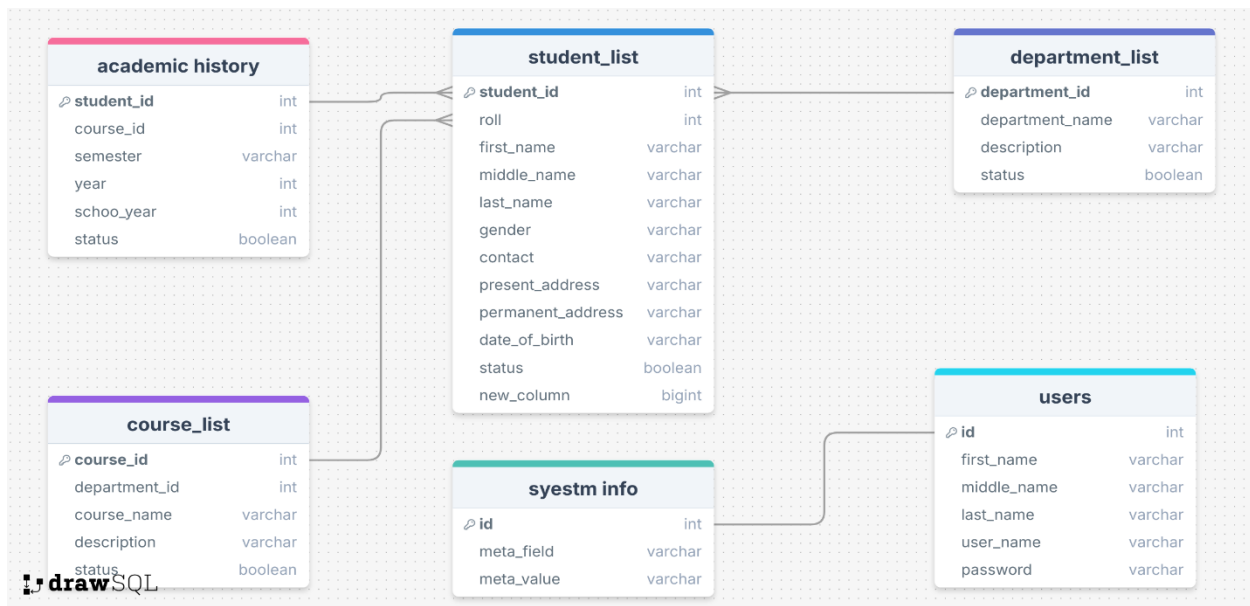 academic history
student_id int
course_id int
semester varchar
year int
schoo_year int
status boolean
student_list
student_id int
roll int
first_name varchar
middle_name varchar
last_name varchar
gender varchar
contact varchar
present_address varchar
permanent_address varchar
date_of_birth varchar
status boolean
new_column bigint
department_list
department_id int
department_name varchar
description varchar
status boolean
course_list
course_id int
department_id int
course_name varchar
description varchar
status boolean
syestm info
id int
meta_field varchar
meta_value varchar
users
id int
first_name varchar
middle_name varchar
last_name varchar
user_name varchar
password varchar
drawSQL